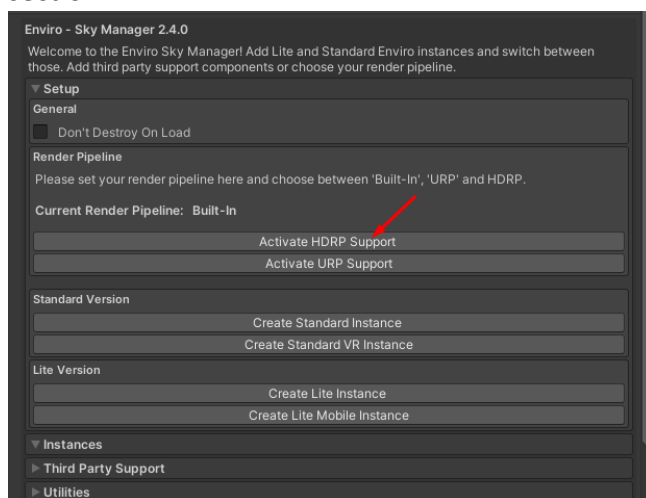 Enviro - Sky Manager 2.4.0
Welcome to the Enviro Sky Manager! Add Lite and Standard Enviro instances and switch between
those. Add third party support components or choose your render pipeline.
Setup
General
Don't Destroy On Load
Render Pipeline
Please set your render pipeline here and choose between 'Built-In', 'URP' and HDRP.
Current Render Pipeline: Built-In
Activate HDRP Support
Activate URP Support
Standard Version
Create Standard Instance
Create Standard VR Instance
Lite Version
Create Lite Instance
Create Lite Mobile Instance
Instances
Third Party Support
Utilities